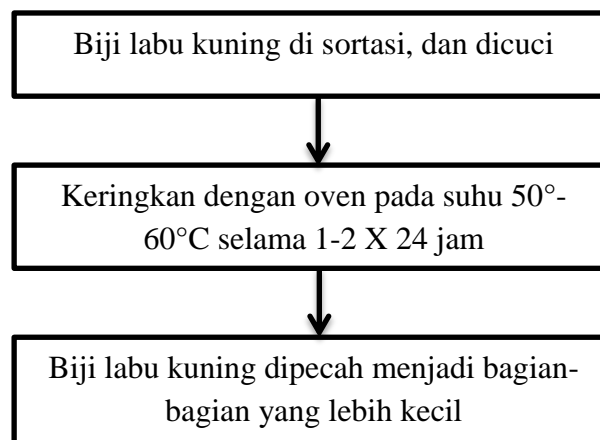 Biji labu kuning di sortasi, dan dicuci
Keringkan dengan oven pada suhu 50°-
60°C selama 1-2 X 24 jam
Biji labu kuning dipecah menjadi bagian-
bagian yang lebih kecil